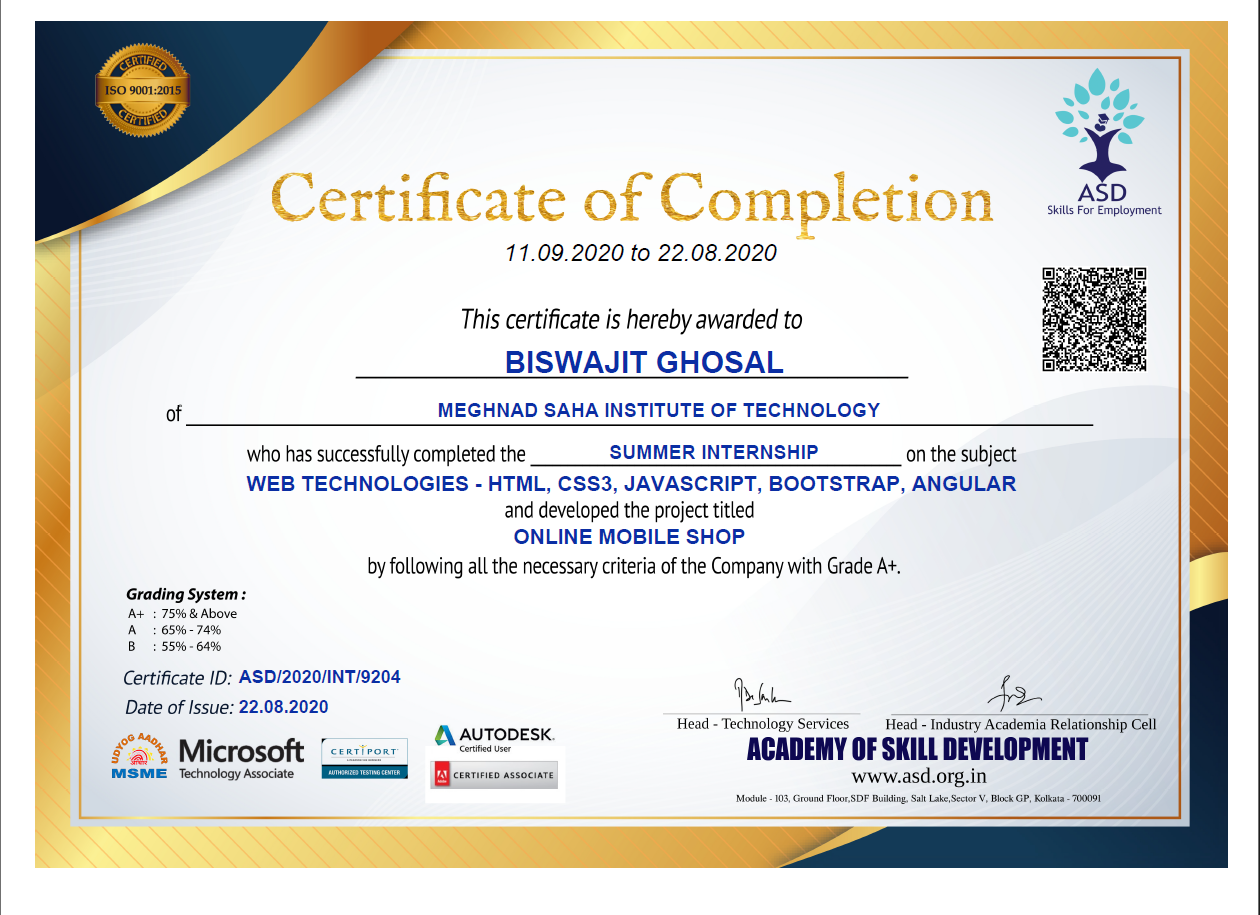 CERTIFIED
ISO 9001:2015
CERTIFIED
ASD
Skills For Employment
Certificate of Completion
11.09.2020 to 22.08.2020
This certificate is hereby awarded to
BISWAJIT GHOSAL
of MEGHNAD SAHA INSTITUTE OF TECHNOLOGY
who has successfully completed the SUMMER INTERNSHIP on the subject
WEB TECHNOLOGIES - HTML, CSS3, JAVASCRIPT, BOOTSTRAP, ANGULAR
and developed the project titled
ONLINE MOBILE SHOP
by following all the necessary criteria of the Company with Grade A+.
Grading System :
A+ : 75% & Above
A : 65% - 74%
B : 55% - 64%
Certificate ID: ASD/2020/INT/9204
Date of Issue: 22.08.2020
UDYOG AADHAR
MSME
Microsoft
Technology Associate
CERTIPORT
AUTHORIZED TESTING CENTER
AUTODESK.
Certified User
CERTIFIED ASSOCIATE
Head - Technology Services
Head - Industry Academia Relationship Cell
ACADEMY OF SKILL DEVELOPMENT
www.asd.org.in
Module - 103, Ground Floor,SDF Building, Salt Lake,Sector V, Block GP, Kolkata - 700091